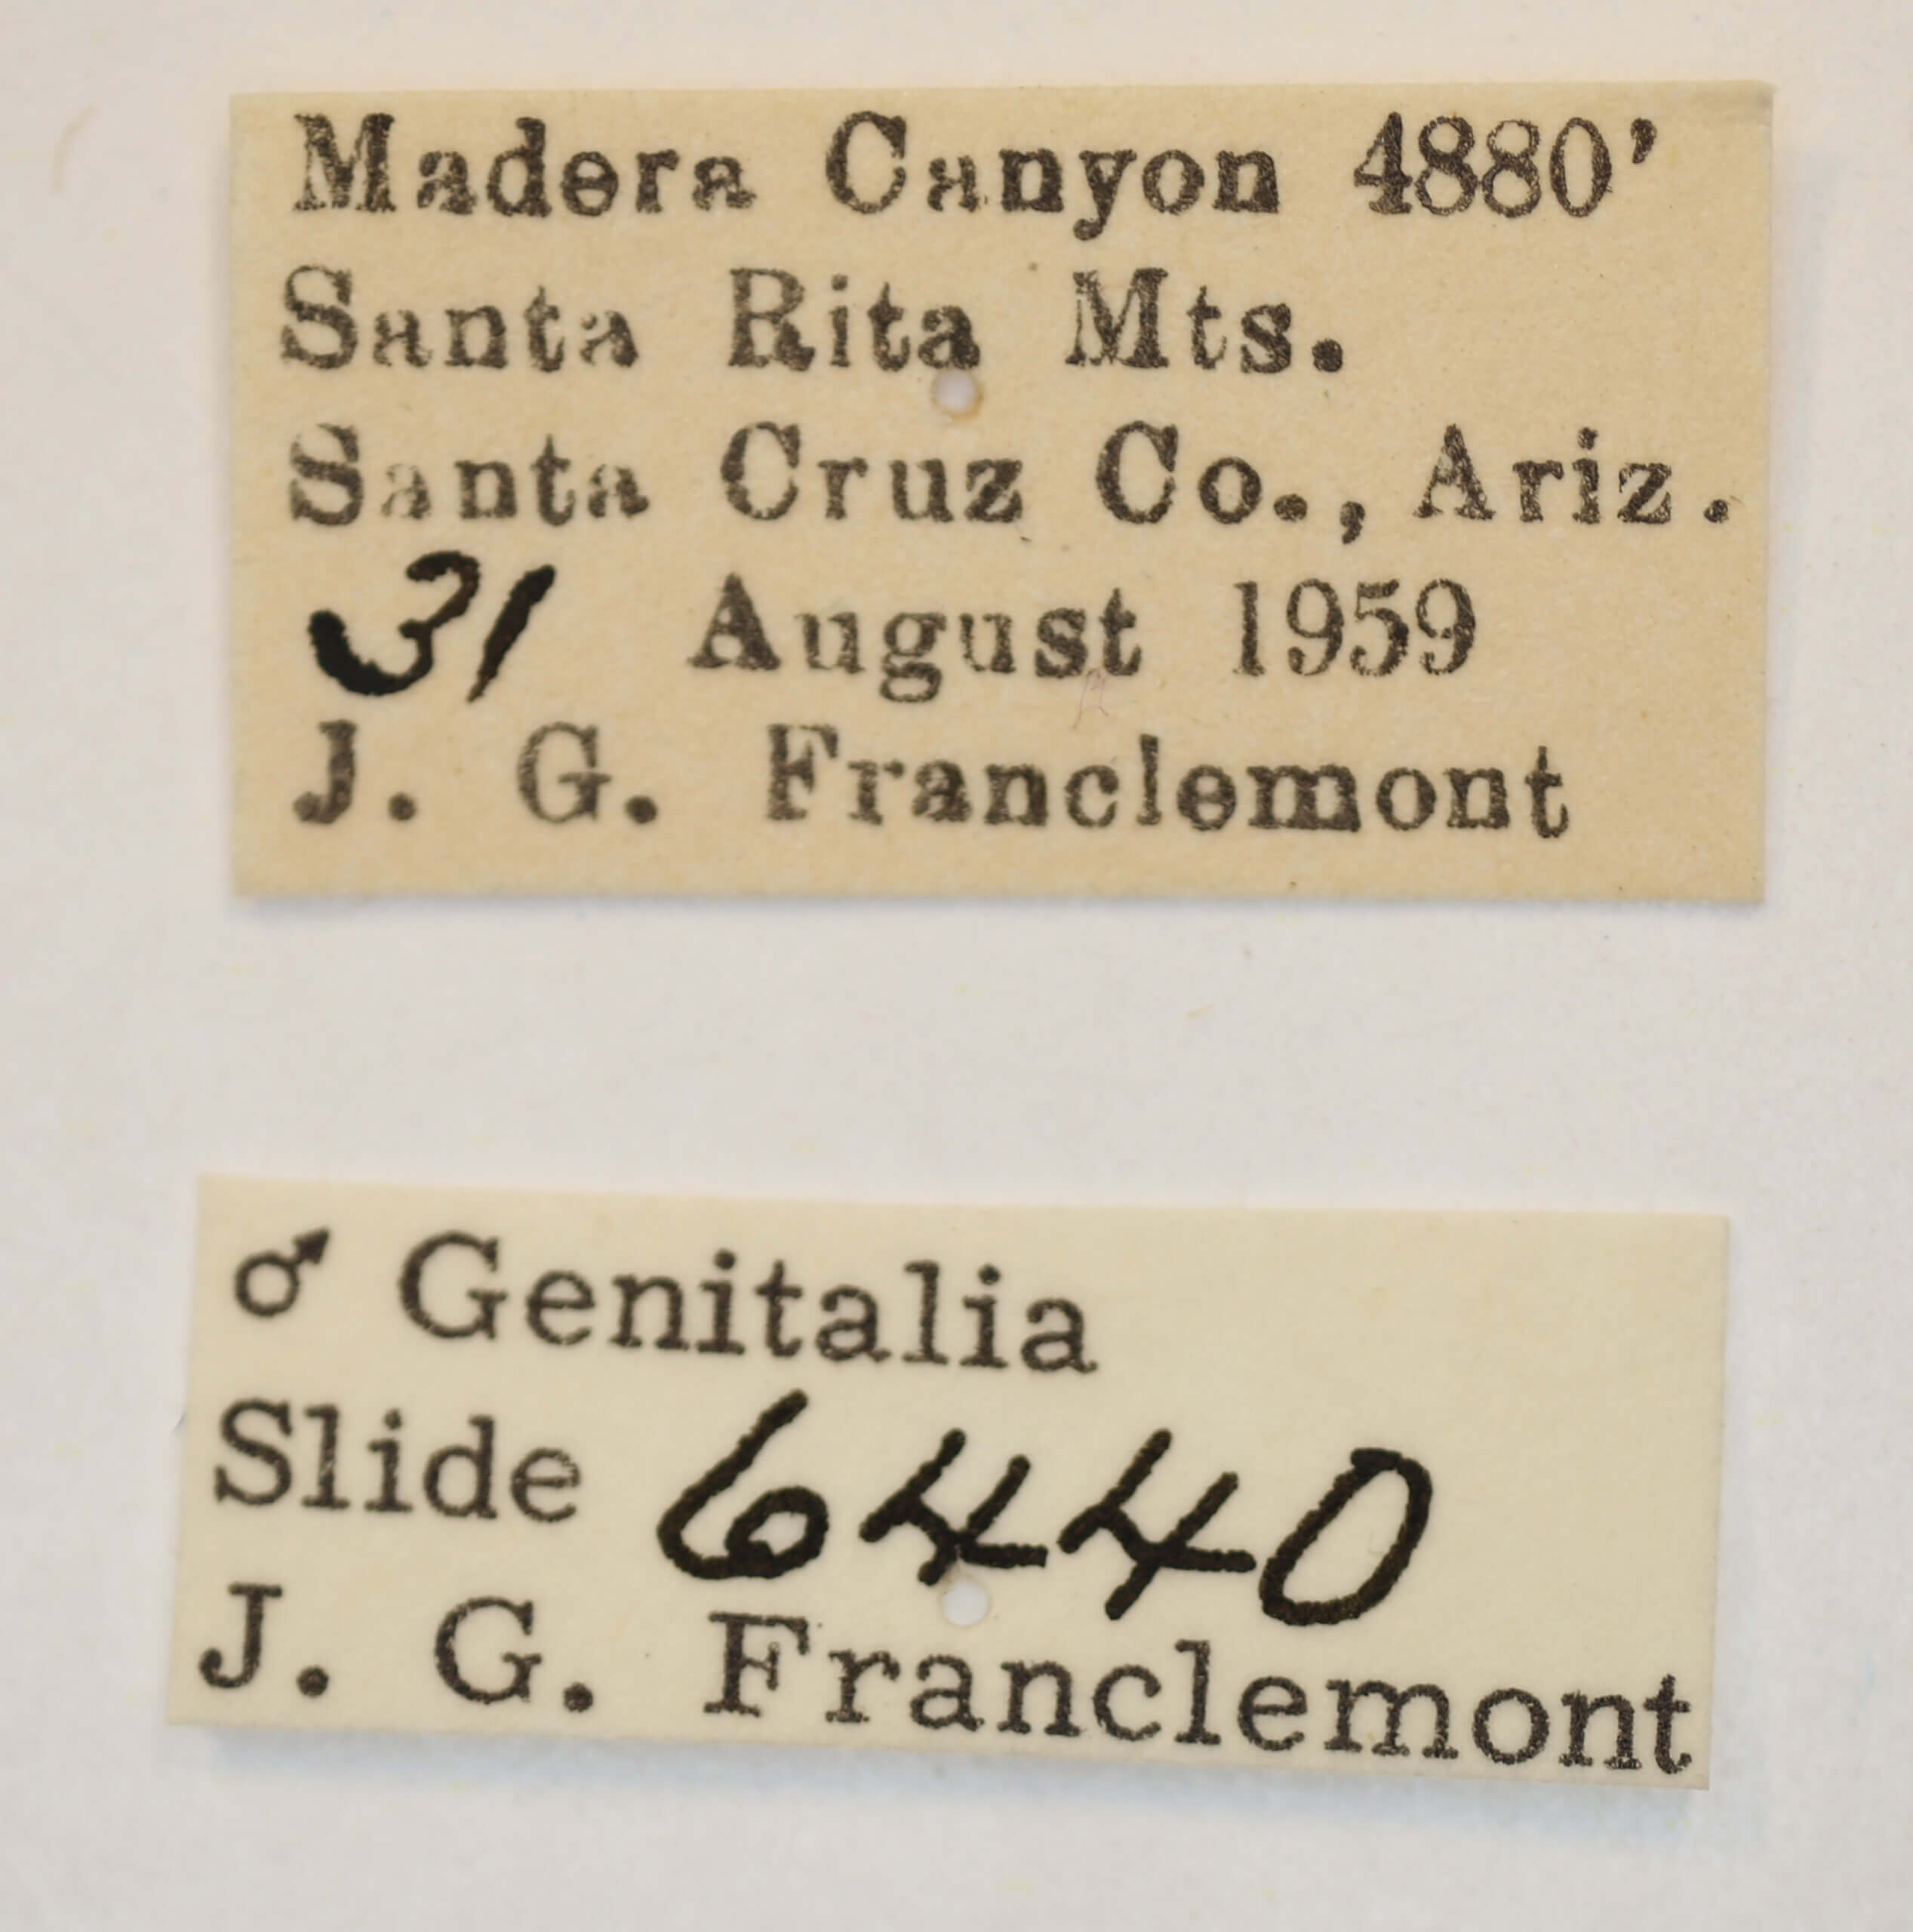 Madera Canyon 4880'
Santa Rita Mts.
Santa Cruz Co., Ariz.
31 August 1959
J. G. Franclemont
♂ Genitalia
Slide 6440
J. G. Franclemont